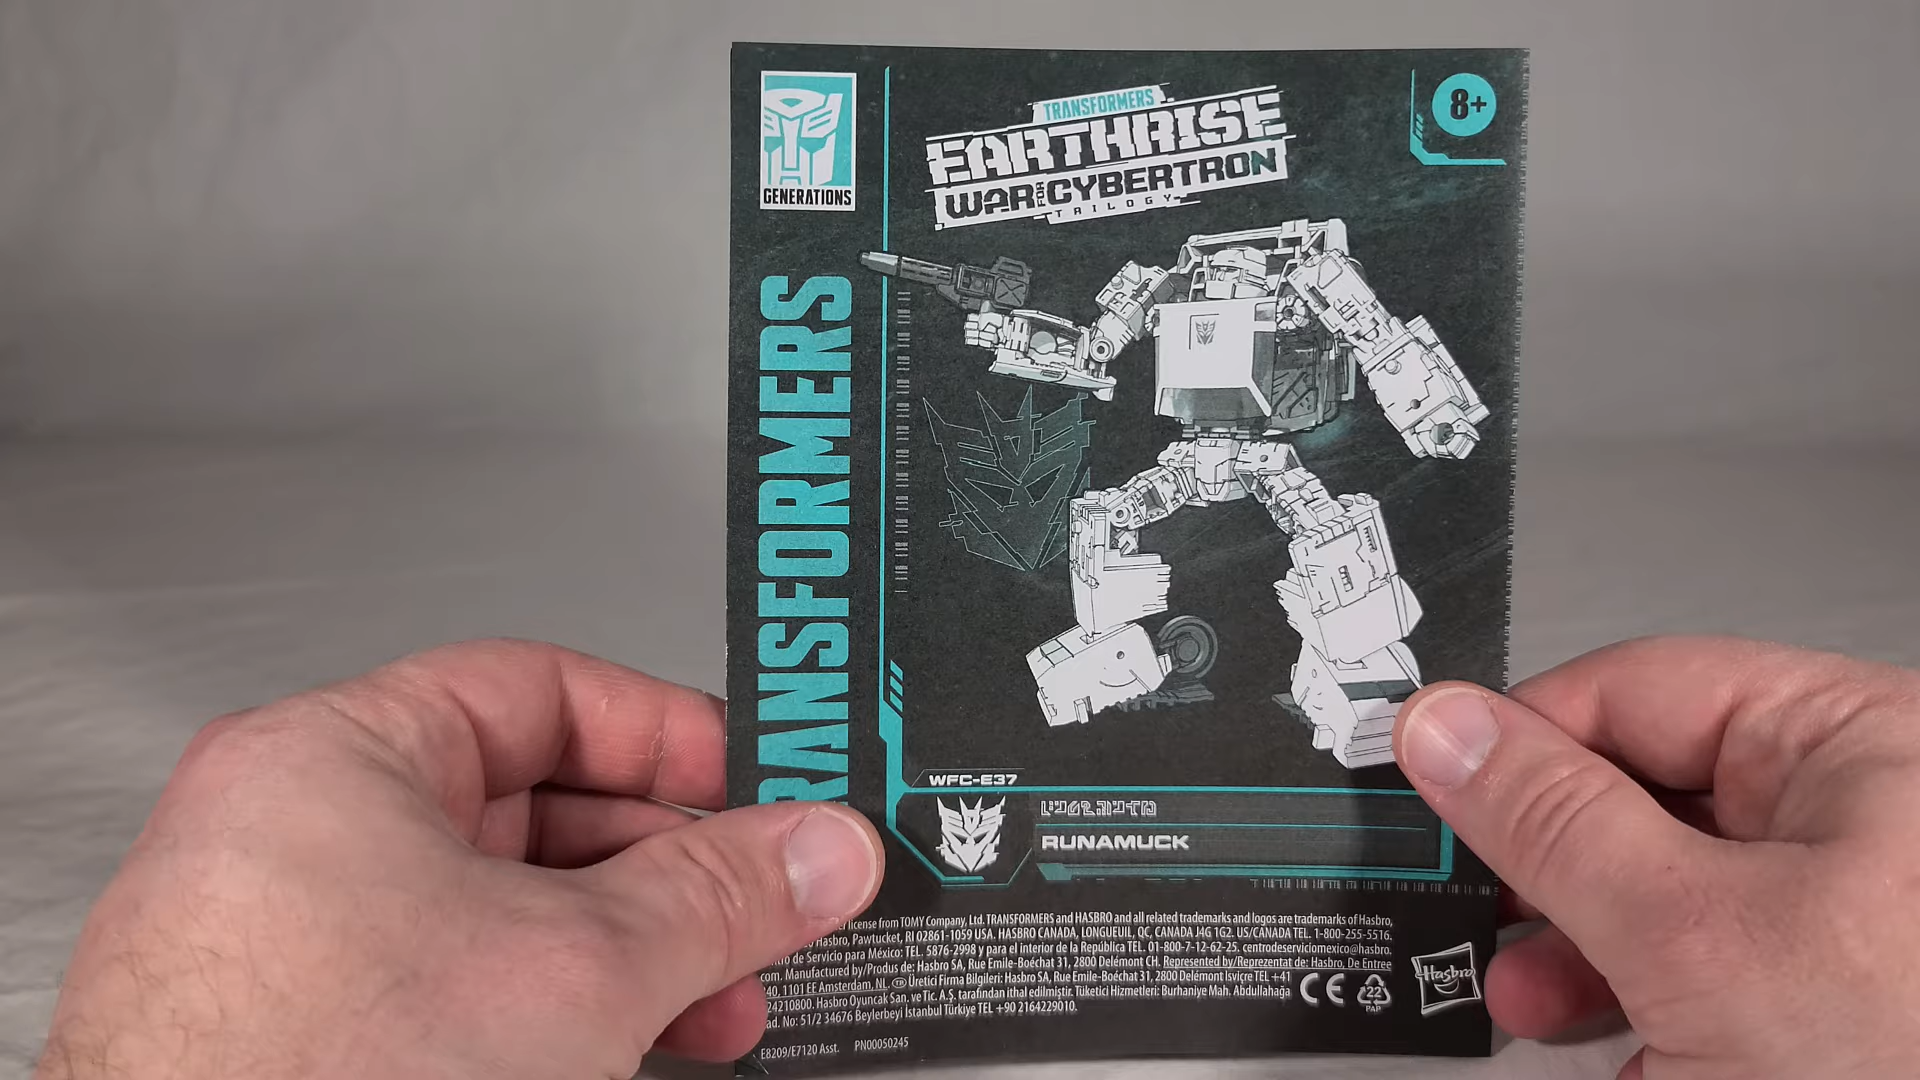 GENERATIONS
TRANSFORMERS
EARTHRISE
WAR FOR CYBERTRON
TRILOGY
8+
RANSFORMERS
WFC-E37
RUNAMUCK
license from TOMY Company, Ltd. TRANSFORMERS and HASBRO and all related trademarks and logos are trademarks of Hasbro,
Hasbro, Pawtucket, RI 02861-1059 USA. HASBRO CANADA, LONGUEUIL, QC, CANADA J4G 1G2. US/CANADA TEL. 1-800-255-5516.
de Servicio para México: TEL. 5876-2998 y para el interior de la República TEL. 01-800-7-12-62-25. centrodeserviciomexico@hasbro.
com. Manufactured by/Produs de: Hasbro SA, Rue Emile-Boéchat 31, 2800 Delémont CH. Represented by/Reprezentat de: Hasbro, De Entree
40, 1101 EE Amsterdam, NL. Üretici Firma Bilgileri: Hasbro SA, Rue Emile-Boéchat 31, 2800 Delémont İsviçre TEL +41
24210800. Hasbro Oyuncak San. ve Tic. A.Ş. tarafından ithal edilmiştir. Tüketici Hizmetleri: Burhaniye Mah. Abdullahağa
ad. No: 51/2 34676 Beylerbeyi İstanbul Türkiye TEL +90 2164229010.
CE
22
PAP
Hasbro
E8209/E7120 Asst. PN00050245